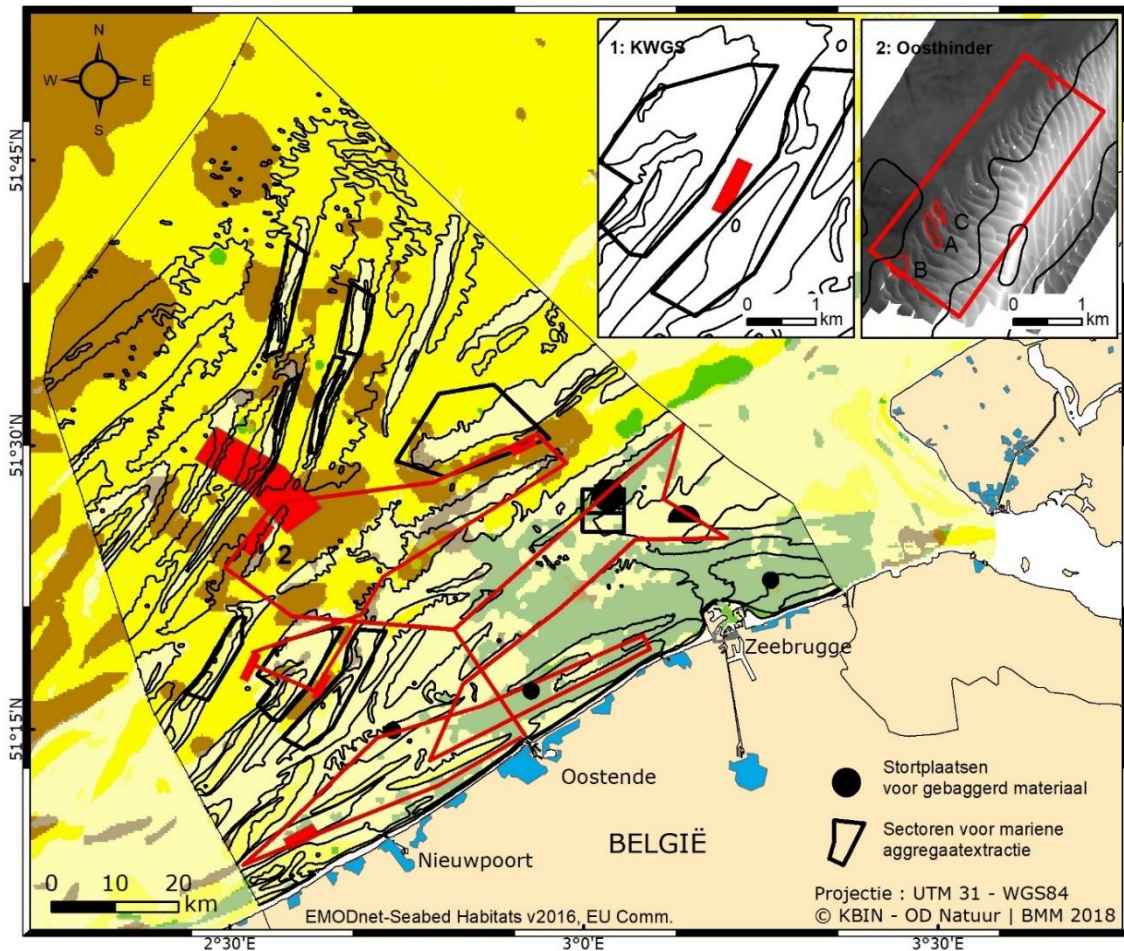 N
W E
S
1: KWGS
0 1
km
2: Oosthinder
C
A
B
0 1
km
51°45'N
51°30'N
51°15'N
2
1
Zeebrugge
Oostende
Nieuwpoort
BELGIË
Stortplaatsen
voor gebaggerd materiaal
Sectoren voor mariene
aggregaatextractie
0 10 20
km
EMODnet-Seabed Habitats v2016, EU Comm.
Projectie : UTM 31 - WGS84
© KBIN - OD Natuur | BMM 2018
2°30'E 3°0'E 3°30'E